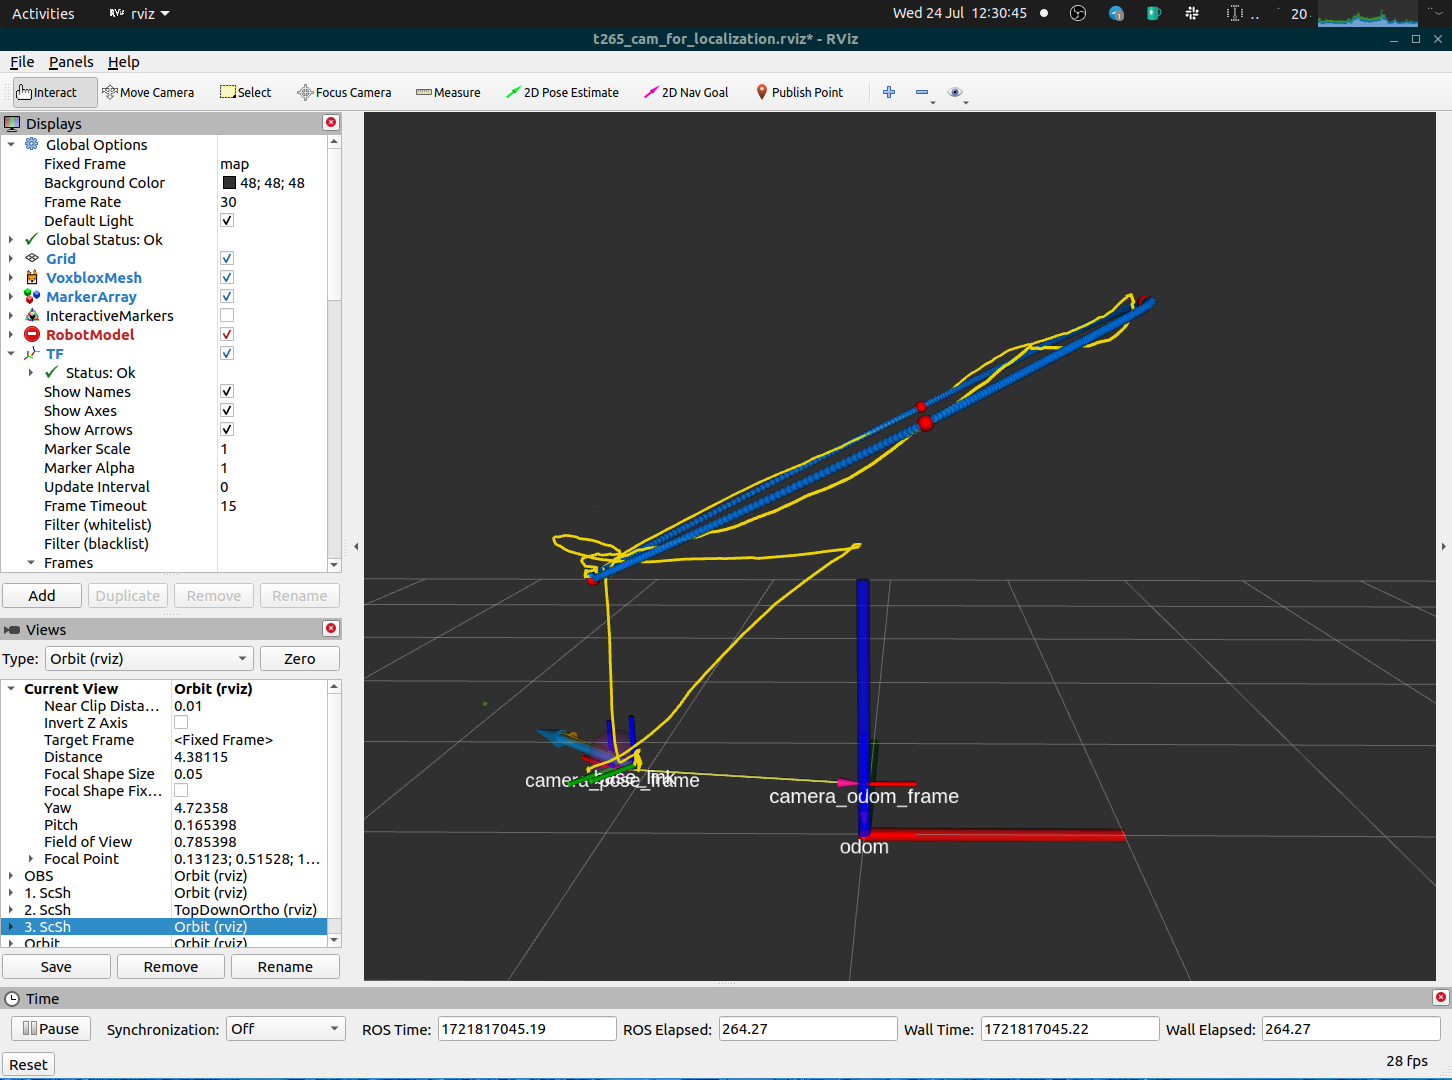 Activities rviz Wed 24 Jul 12:30:45 20
t265_cam_for_localization.rviz* - RViz
File Panels Help
Interact Move Camera Select Focus Camera Measure 2D Pose Estimate 2D Nav Goal Publish Point
Displays
Global Options
Fixed Frame map
Background Color 48; 48; 48
Frame Rate 30
Default Light
Global Status: Ok
Grid
VoxbloxMesh
MarkerArray
InteractiveMarkers
RobotModel
TF
Status: Ok
Show Names
Show Axes
Show Arrows
Marker Scale 1
Marker Alpha 1
Update Interval 0
Frame Timeout 15
Filter (whitelist)
Filter (blacklist)
Frames
Add Duplicate Remove Rename
Views
Type: Orbit (rviz) Zero
Current View Orbit (rviz)
Near Clip Dista... 0.01
Invert Z Axis
Target Frame <Fixed Frame>
Distance 4.38115
Focal Shape Size 0.05
Focal Shape Fix...
Yaw 4.72358
Pitch 0.165398
Field of View 0.785398
Focal Point 0.13123; 0.51528; 1...
OBS Orbit (rviz)
1. ScSh Orbit (rviz)
2. ScSh TopDownOrtho (rviz)
3. ScSh Orbit (rviz)
Orbit Orbit (rviz)
Save Remove Rename
camera_pose_frame
base_link
camera_odom_frame
odom
Time
Pause Synchronization: Off ROS Time: 1721817045.19 ROS Elapsed: 264.27 Wall Time: 1721817045.22 Wall Elapsed: 264.27
Reset 28 fps